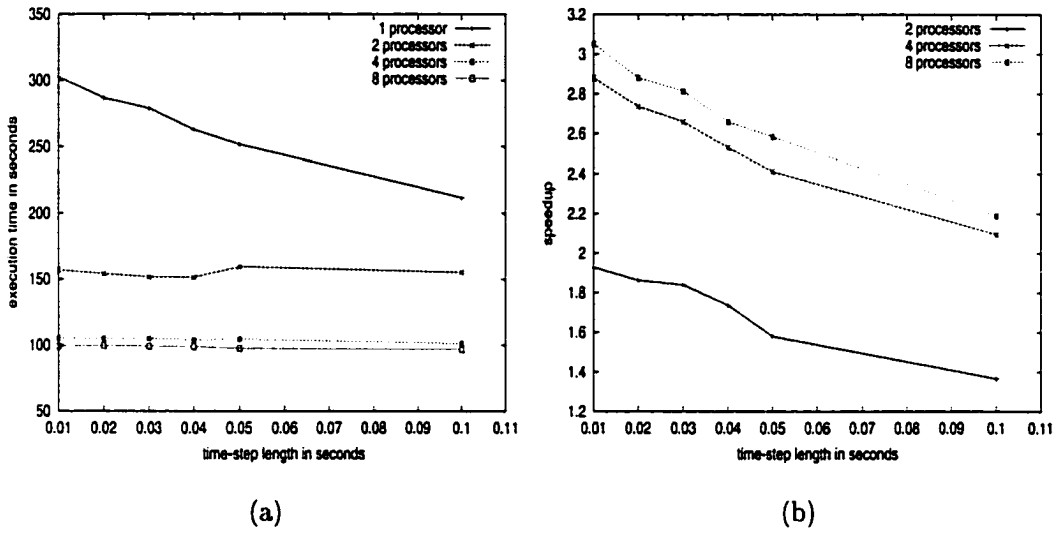 350
300
250
200
150
100
50
execution time in seconds
1 processor
2 processors
4 processors
8 processors
0.01 0.02 0.03 0.04 0.05 0.06 0.07 0.08 0.09 0.1 0.11
time-step length in seconds
(a)
3.2
3
2.8
2.6
2.4
2.2
2
1.8
1.6
1.4
1.2
speedup
2 processors
4 processors
8 processors
0.01 0.02 0.03 0.04 0.05 0.06 0.07 0.08 0.09 0.1 0.11
time-step length in seconds
(b)